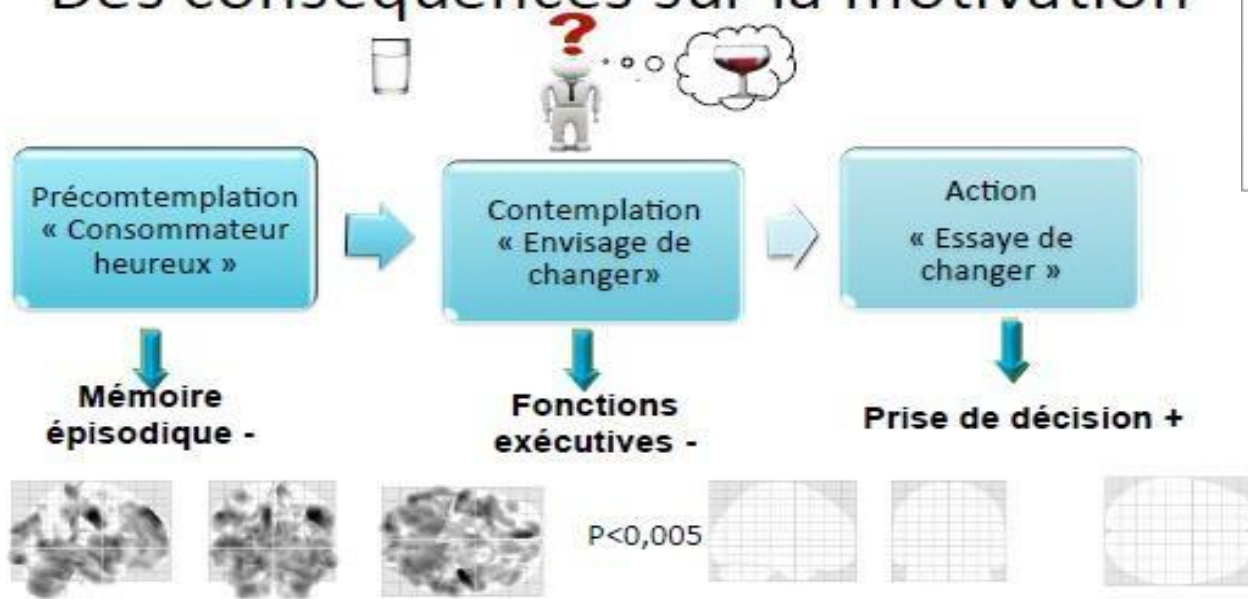 Des conséquences sur la motivation
?
Précomtemplation
« Consommateur
heureux »
Contemplation
« Envisage de
changer»
Action
« Essaye de
changer »
Mémoire
épisodique -
Fonctions
exécutives -
Prise de décision +
P<0,005